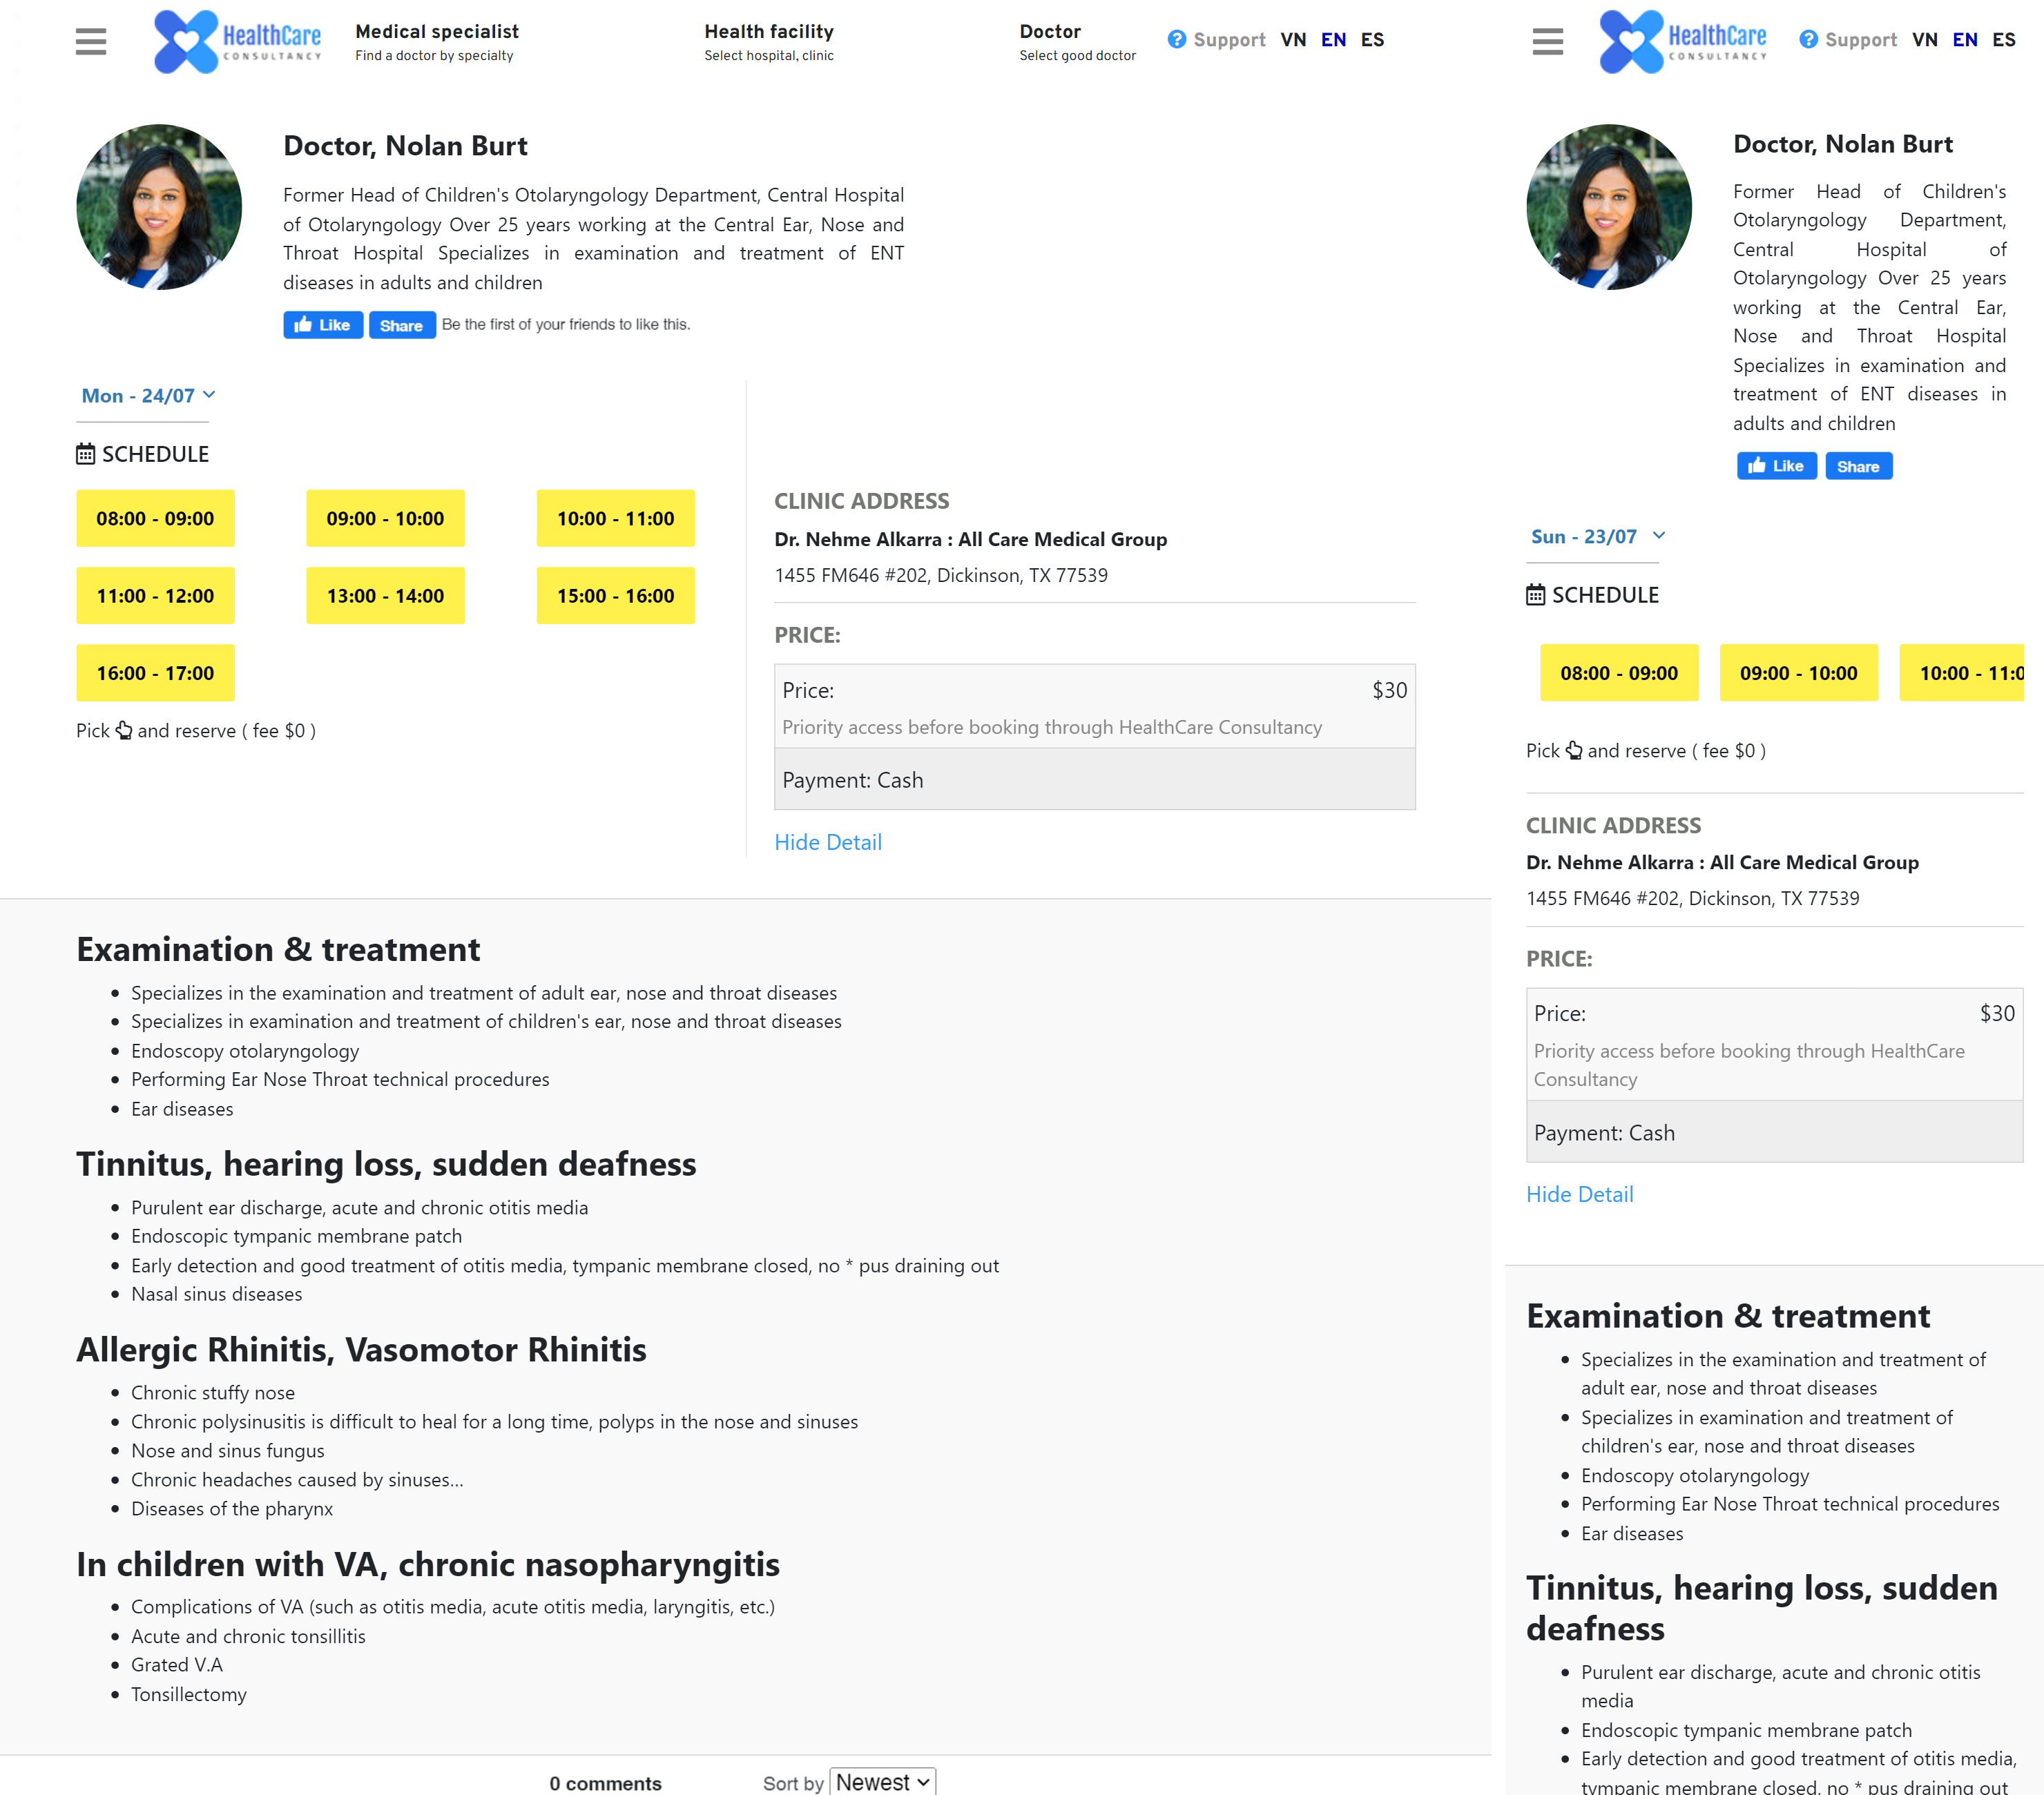 HealthCare
CONSULTANCY
Medical specialist
Find a doctor by specialty
Health facility
Select hospital, clinic
Doctor
Select good doctor
Support VN EN ES
Doctor, Nolan Burt
Former Head of Children's Otolaryngology Department, Central Hospital
of Otolaryngology Over 25 years working at the Central Ear, Nose and
Throat Hospital Specializes in examination and treatment of ENT
diseases in adults and children
Like Share Be the first of your friends to like this.
Mon - 24/07
SCHEDULE
08:00 - 09:00
09:00 - 10:00
10:00 - 11:00
11:00 - 12:00
13:00 - 14:00
15:00 - 16:00
16:00 - 17:00
Pick and reserve ( fee $0 )
CLINIC ADDRESS
Dr. Nehme Alkarra : All Care Medical Group
1455 FM646 #202, Dickinson, TX 77539
PRICE:
Price: $30
Priority access before booking through HealthCare Consultancy
Payment: Cash
Hide Detail
Examination & treatment
Specializes in the examination and treatment of adult ear, nose and throat diseases
Specializes in examination and treatment of children's ear, nose and throat diseases
Endoscopy otolaryngology
Performing Ear Nose Throat technical procedures
Ear diseases
Tinnitus, hearing loss, sudden deafness
Purulent ear discharge, acute and chronic otitis media
Endoscopic tympanic membrane patch
Early detection and good treatment of otitis media, tympanic membrane closed, no * pus draining out
Nasal sinus diseases
Allergic Rhinitis, Vasomotor Rhinitis
Chronic stuffy nose
Chronic polysinusitis is difficult to heal for a long time, polyps in the nose and sinuses
Nose and sinus fungus
Chronic headaches caused by sinuses...
Diseases of the pharynx
In children with VA, chronic nasopharyngitis
Complications of VA (such as otitis media, acute otitis media, laryngitis, etc.)
Acute and chronic tonsillitis
Grated V.A
Tonsillectomy
0 comments
Sort by Newest
HealthCare
CONSULTANCY
Support VN EN ES
Doctor, Nolan Burt
Former Head of Children's
Otolaryngology Department,
Central Hospital of
Otolaryngology Over 25 years
working at the Central Ear,
Nose and Throat Hospital
Specializes in examination and
treatment of ENT diseases in
adults and children
Like Share
Sun - 23/07
SCHEDULE
08:00 - 09:00
09:00 - 10:00
10:00 - 11:0
Pick and reserve ( fee $0 )
CLINIC ADDRESS
Dr. Nehme Alkarra : All Care Medical Group
1455 FM646 #202, Dickinson, TX 77539
PRICE:
Price: $30
Priority access before booking through HealthCare
Consultancy
Payment: Cash
Hide Detail
Examination & treatment
Specializes in the examination and treatment of
adult ear, nose and throat diseases
Specializes in examination and treatment of
children's ear, nose and throat diseases
Endoscopy otolaryngology
Performing Ear Nose Throat technical procedures
Ear diseases
Tinnitus, hearing loss, sudden
deafness
Purulent ear discharge, acute and chronic otitis
media
Endoscopic tympanic membrane patch
Early detection and good treatment of otitis media,
tympanic membrane closed, no * pus draining out